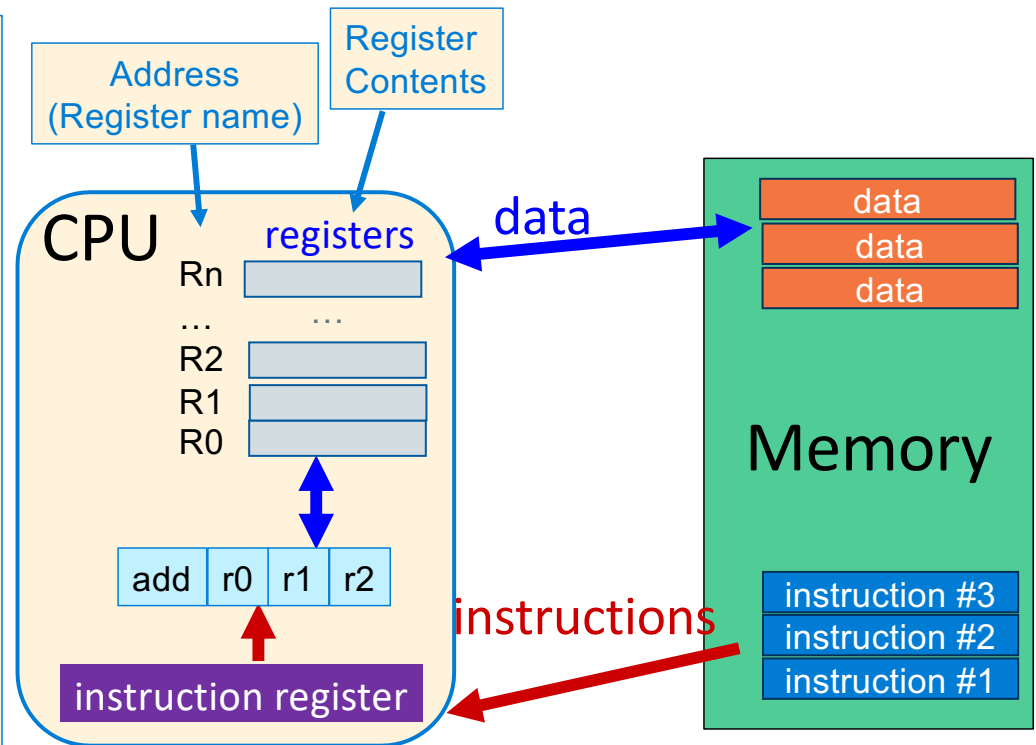 Register
Contents
Address
(Register name)
CPU
registers
data
Rn
...
...
R2
R1
R0
add r0 r1 r2
instruction register
instructions
data
data
data
Memory
instruction #3
instruction #2
instruction #1